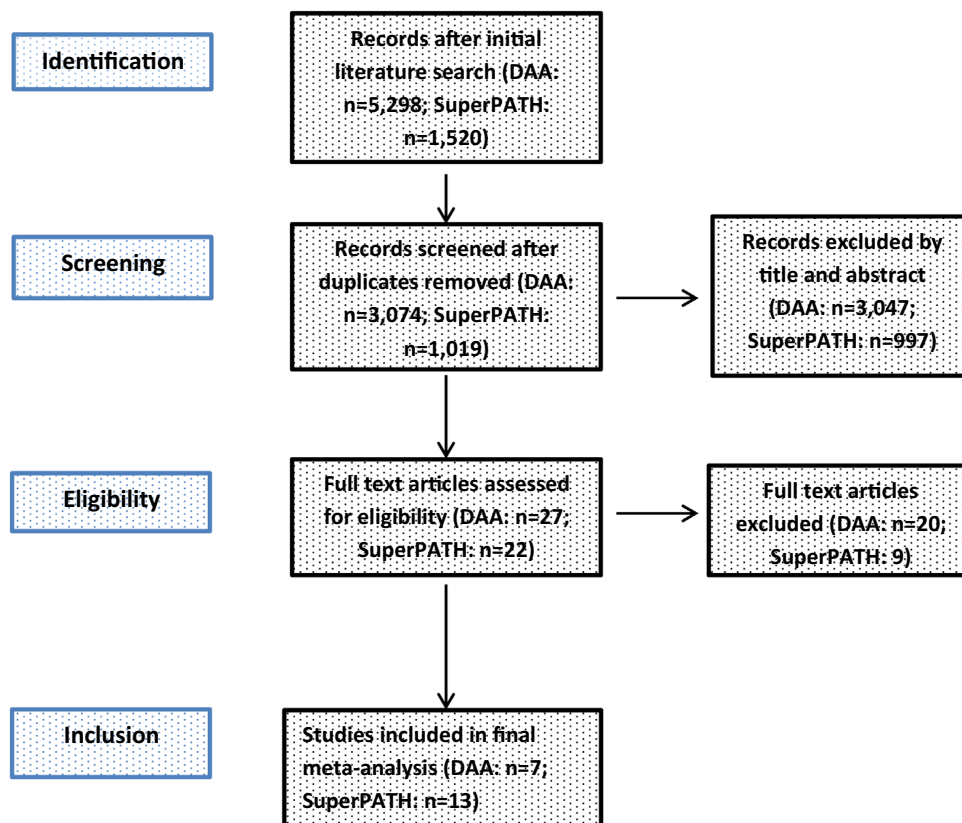 Identification
Records after initial
literature search (DAA:
n=5,298; SuperPATH:
n=1,520)
Screening
Records screened after
duplicates removed (DAA:
n=3,074; SuperPATH:
n=1,019)
Records excluded by
title and abstract
(DAA: n=3,047;
SuperPATH: n=997)
Eligibility
Full text articles assessed
for eligibility (DAA: n=27;
SuperPATH: n=22)
Full text articles
excluded (DAA: n=20;
SuperPATH: 9)
Inclusion
Studies included in final
meta-analysis (DAA: n=7;
SuperPATH: n=13)